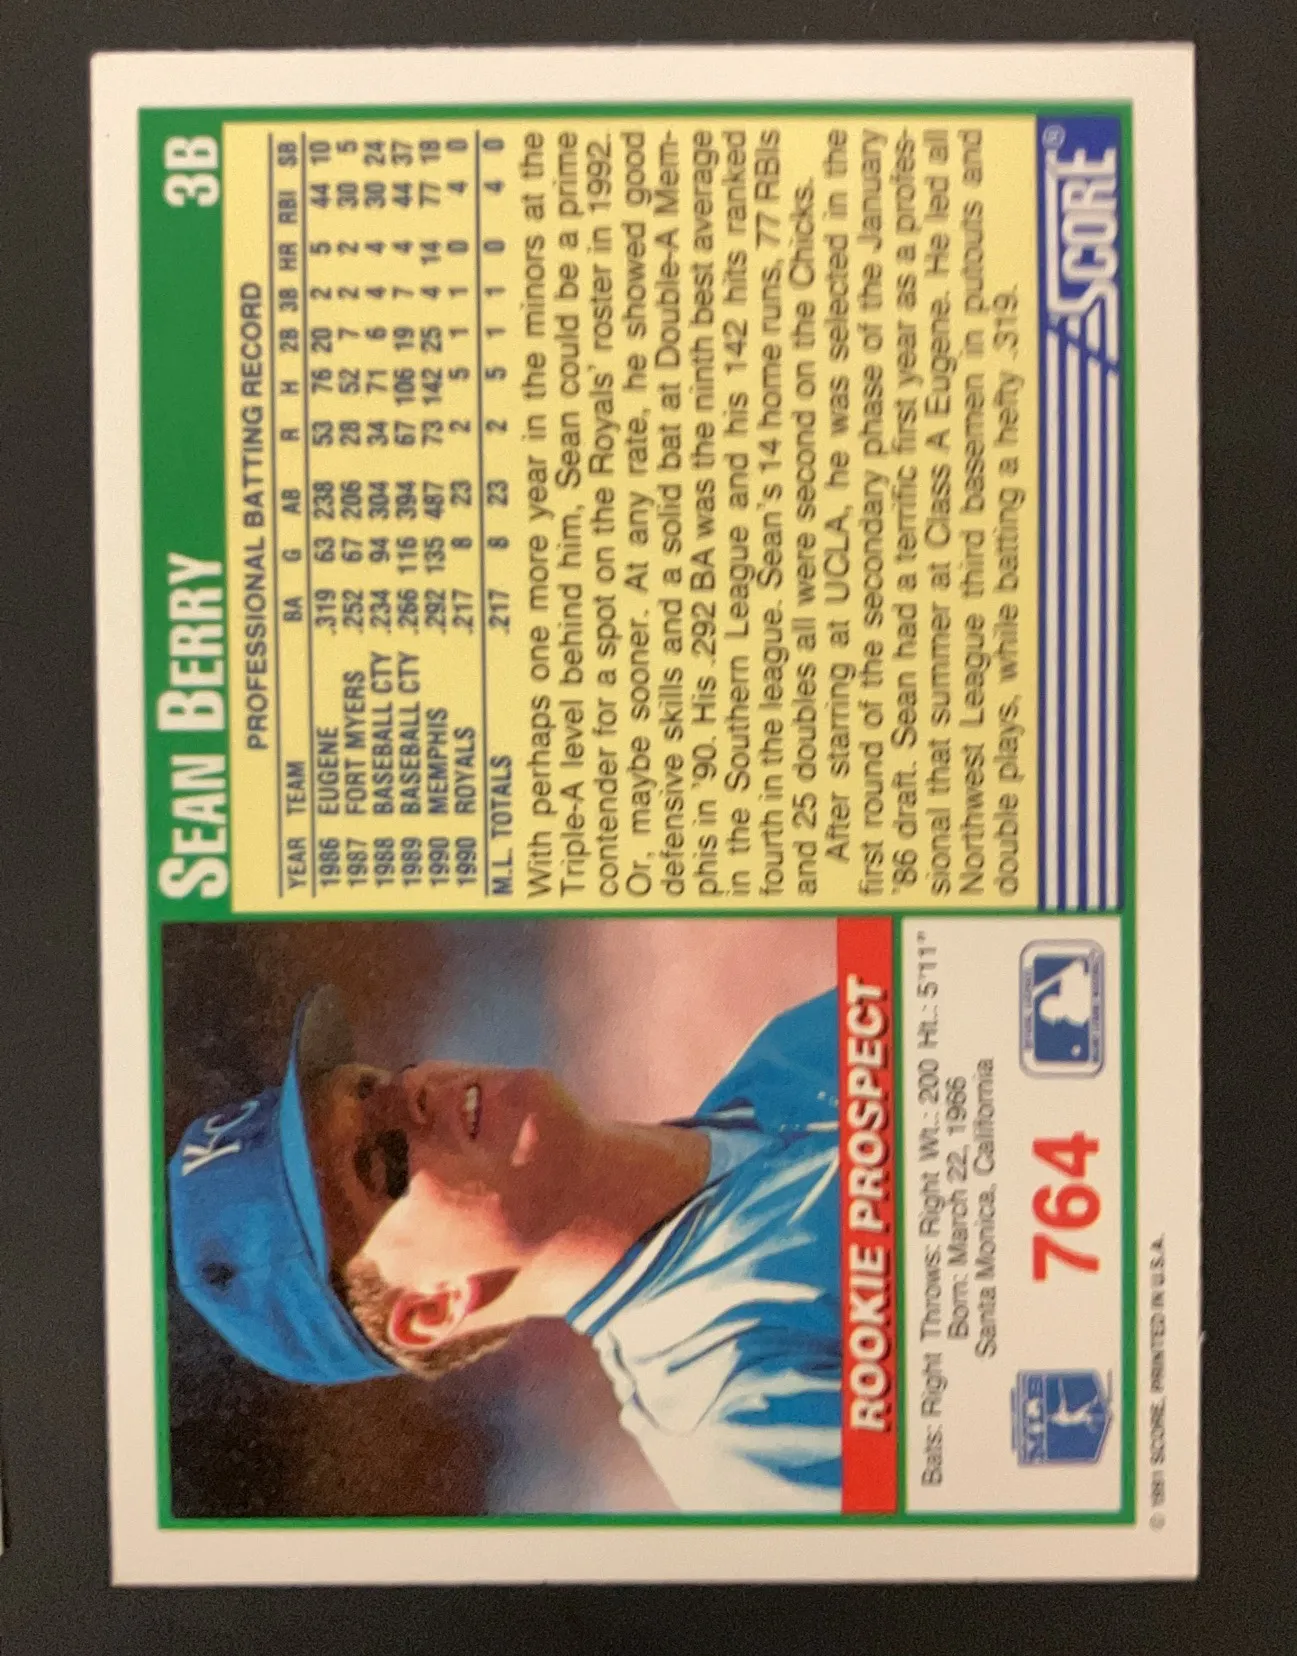 SEAN BERRY 3B
PROFESSIONAL BATTING RECORD
YEAR TEAM BA G AB R H 2B 3B HR RBI SB
1986 EUGENE .319 63 238 53 76 20 2 5 44 10
1987 FORT MYERS .252 67 206 28 52 7 2 2 30 5
1988 BASEBALL CTY .234 94 304 34 71 6 4 4 30 24
1989 BASEBALL CTY .266 116 394 67 106 19 7 4 44 37
1990 MEMPHIS .292 135 487 73 142 25 4 14 77 18
1990 ROYALS .217 8 23 2 5 1 1 0 4 0
M.L. TOTALS .217 8 23 2 5 1 1 0 4 0
With perhaps one more year in the minors at the
Triple-A level behind him, Sean could be a prime
contender for a spot on the Royals' roster in 1992.
Or, maybe sooner. At any rate, he showed good
defensive skills and a solid bat at Double-A Mem-
phis in '90. His .292 BA was the ninth best average
in the Southern League and his 142 hits ranked
fourth in the league. Sean's 14 home runs, 77 RBIs
and 25 doubles all were second on the Chicks.
After starring at UCLA, he was selected in the
first round of the secondary phase of the January
'86 draft. Sean had a terrific first year as a profes-
sional that summer at Class A Eugene. He led all
Northwest League third basemen in putouts and
double plays, while batting a hefty .319.
SCORE®
KC
ROOKIE PROSPECT
Bats: Right Throws: Right Wt.: 200 Ht.: 5'11"
Born: March 22, 1966
Santa Monica, California
764
© 1991 SCORE, PRINTED IN U.S.A.